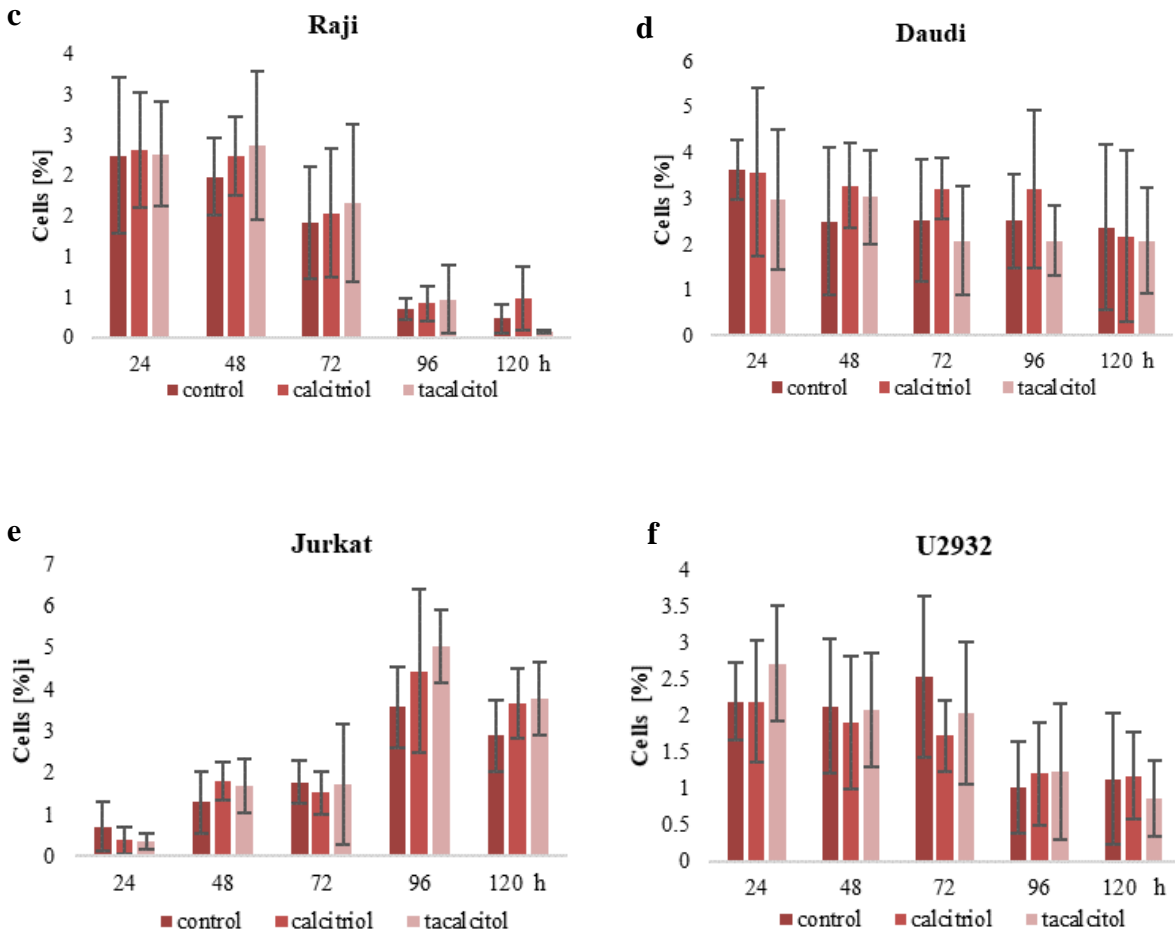 c
Raji
4
3
3
2
2
1
1
0
Cells [%]
24 48 72 96 120 h
control calcitriol tacalcitol
d
Daudi
6
5
4
3
2
1
0
Cells [%]
24 48 72 96 120 h
control calcitriol tacalcitol
e
Jurkat
7
6
5
4
3
2
1
0
Cells [%]i
24 48 72 96 120 h
control calcitriol tacalcitol
f
U2932
4
3.5
3
2.5
2
1.5
1
0.5
0
Cells [%]
24 48 72 96 120 h
control calcitriol tacalcitol